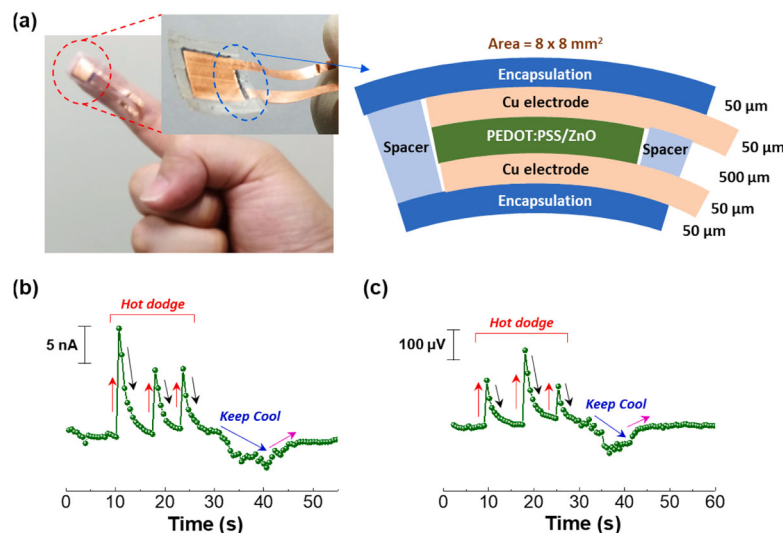 (a)
Area = 8 x 8 mm²
Encapsulation
Cu electrode
PEDOT:PSS/ZnO
Spacer
Spacer
Cu electrode
Encapsulation
50 µm
50 µm
500 µm
50 µm
50 µm
(b)
Hot dodge
5 nA
Keep Cool
0 10 20 30 40 50
Time (s)
(c)
Hot dodge
100 µV
Keep Cool
0 10 20 30 40 50 60
Time (s)